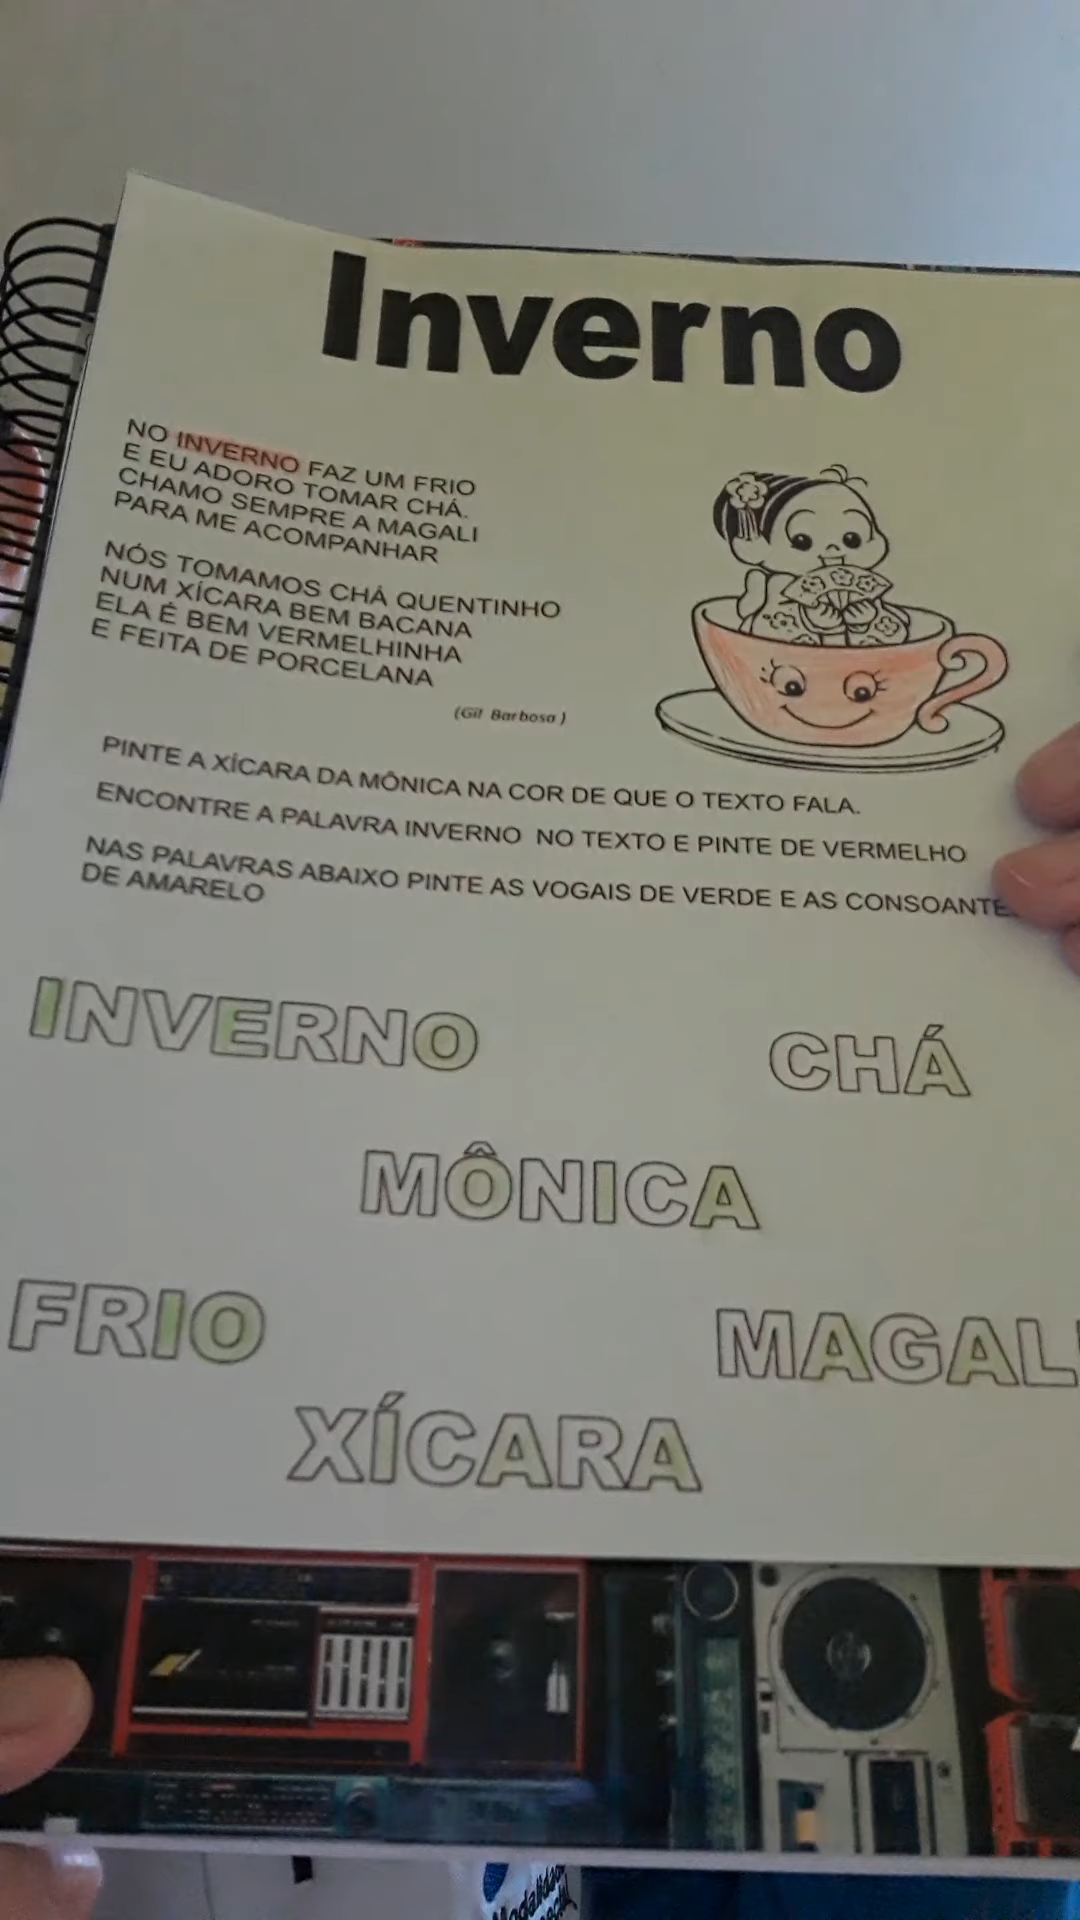 Inverno
NO INVERNO FAZ UM FRIO
E EU ADORO TOMAR CHÁ.
CHAMO SEMPRE A MAGALI
PARA ME ACOMPANHAR
NÓS TOMAMOS CHÁ QUENTINHO
NUM XÍCARA BEM BACANA
ELA É BEM VERMELHINHA
E FEITA DE PORCELANA
(Gil Barbosa)
PINTE A XÍCARA DA MÔNICA NA COR DE QUE O TEXTO FALA.
ENCONTRE A PALAVRA INVERNO NO TEXTO E PINTE DE VERMELHO
NAS PALAVRAS ABAIXO PINTE AS VOGAIS DE VERDE E AS CONSOANTE
DE AMARELO
INVERNO
CHÁ
MÔNICA
FRIO
MAGAL
XÍCARA